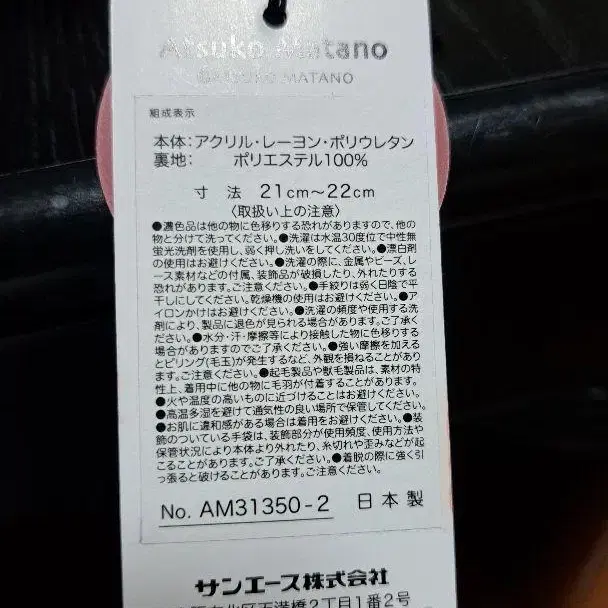 Atsuko Matano
ATSUKO MATANO
組成表示
本体：アクリル・レーヨン・ポリウレタン
裏地：ポリエステル100%
寸　法　21cm～22cm
〈取扱い上の注意〉
●濃色品は他の物に色移りする恐れがありますので、他の
物と分けて洗ってください。●洗濯は水温30度位で中性無
蛍光洗剤を使用し、弱く押し洗いをしてください。●漂白剤
の使用はお避けください。●洗濯の際に、金属やビーズ、レ
ース素材などの付属、装飾品が破損したり、外れたりする
恐れがあります。ご注意ください。●手絞りは弱く日陰で平
干しにしてください。乾燥機の使用はお避けください。●ア
イロンかけはお避けください。●洗濯の頻度や使用する洗
剤により、製品に退色が見られる場合があります。ご了承く
ださい。●水分・汗・摩擦等により接触した物に色移りする
場合がありますのでご了承ください。●強い摩擦を加える
とピリング(毛玉)が発生するなど、外観を損ねることがあり
ます。ご注意ください。●起毛製品や獣毛製品は、素材の特
性上、着用中に他の物に毛羽が付着することがあります。
●火や温度の高いものに近づけることはお避けください。
●高温多湿を避けて通気性の良い場所で保管してください。
●お肌に違和感がある場合は着用をお避けください。●装
飾のついている手袋は、装飾部分が使用頻度、使用方法や
保管状況により本体より外れたり、糸切れや歪みなどが起
こることがあります。ご了承ください。●着脱の際に強く引
っ張ると破けることがあります。ご注意ください。
No. AM31350-2　日本製
サンエース株式会社
北区天満橋2丁目1番2号